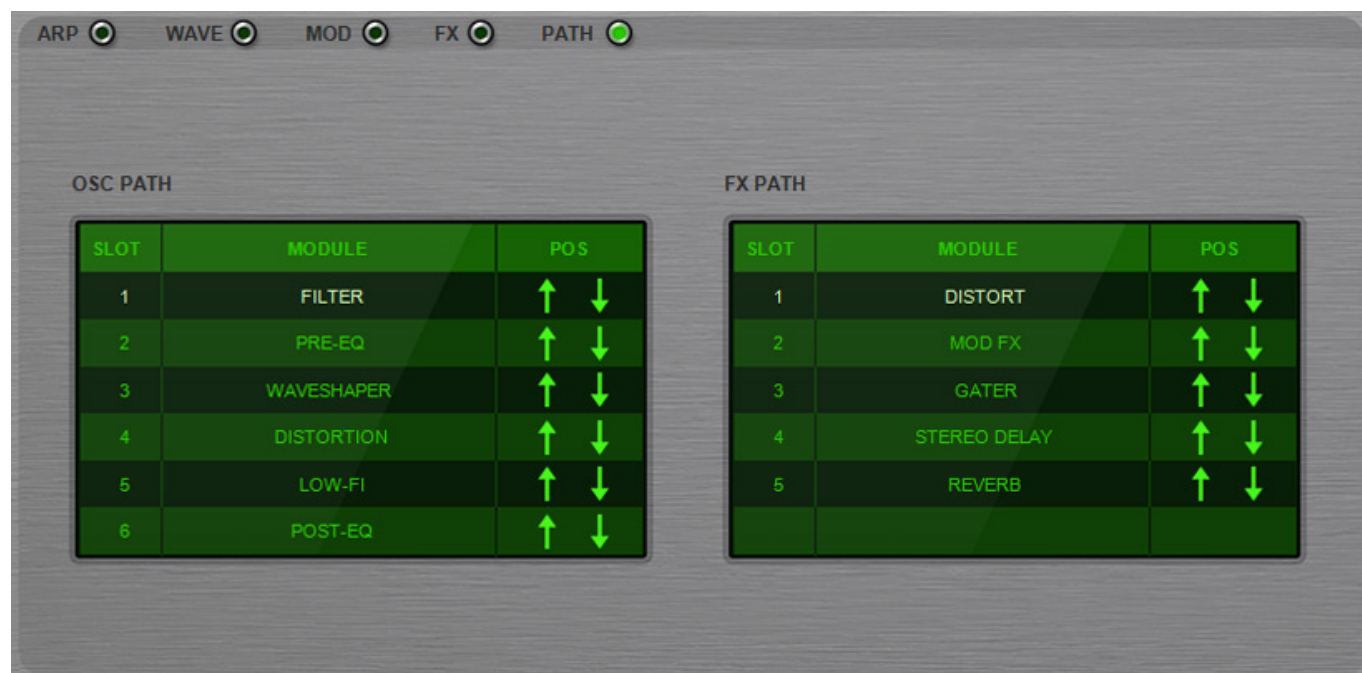 ARP WAVE MOD FX PATH
OSC PATH
SLOT MODULE POS
1 FILTER
2 PRE-EQ
3 WAVESHAPER
4 DISTORTION
5 LOW-FI
6 POST-EQ
FX PATH
SLOT MODULE POS
1 DISTORT
2 MOD FX
3 GATER
4 STEREO DELAY
5 REVERB